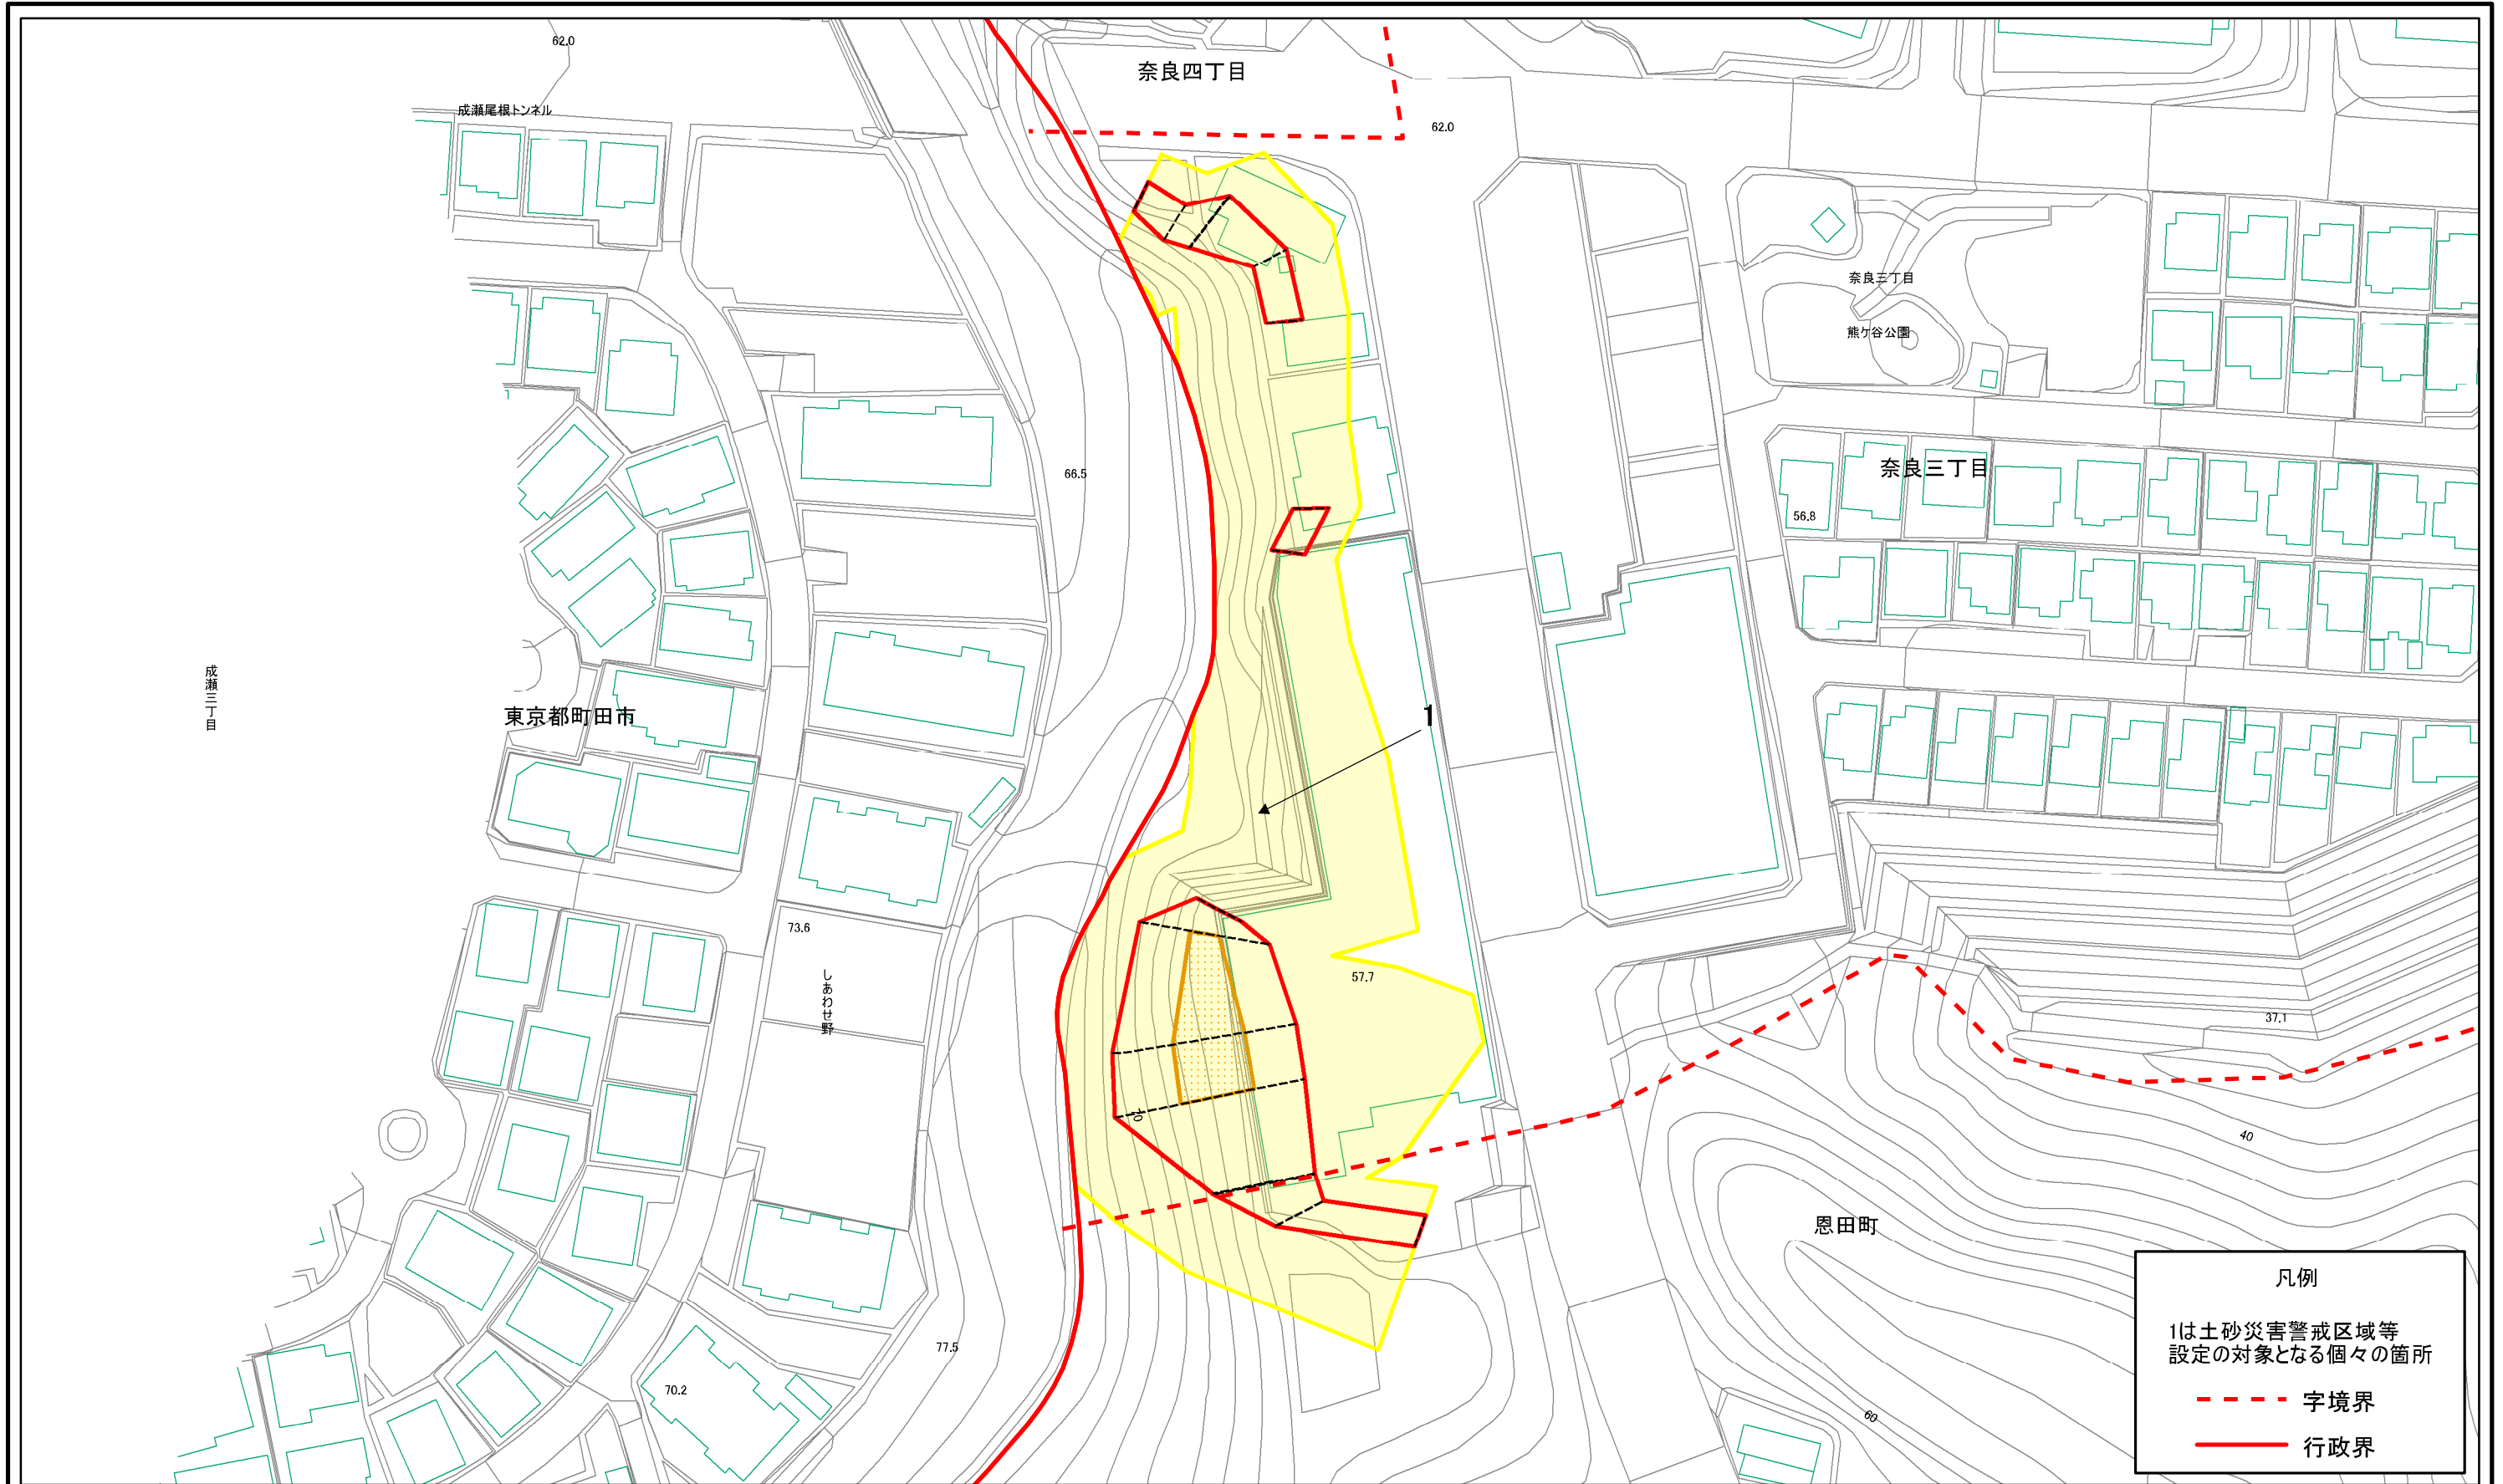 62.0
奈良四丁目
成瀬尾根トンネル
62.0
奈良三丁目
熊ケ谷公園
66.5
奈良三丁目
56.8
成瀬三丁目
東京都町田市
1
73.6
しあわせ野
57.7
37.1
70
40
恩田町
77.5
70.2
60
凡例
1は土砂災害警戒区域等
設定の対象となる個々の箇所
字境界
行政界